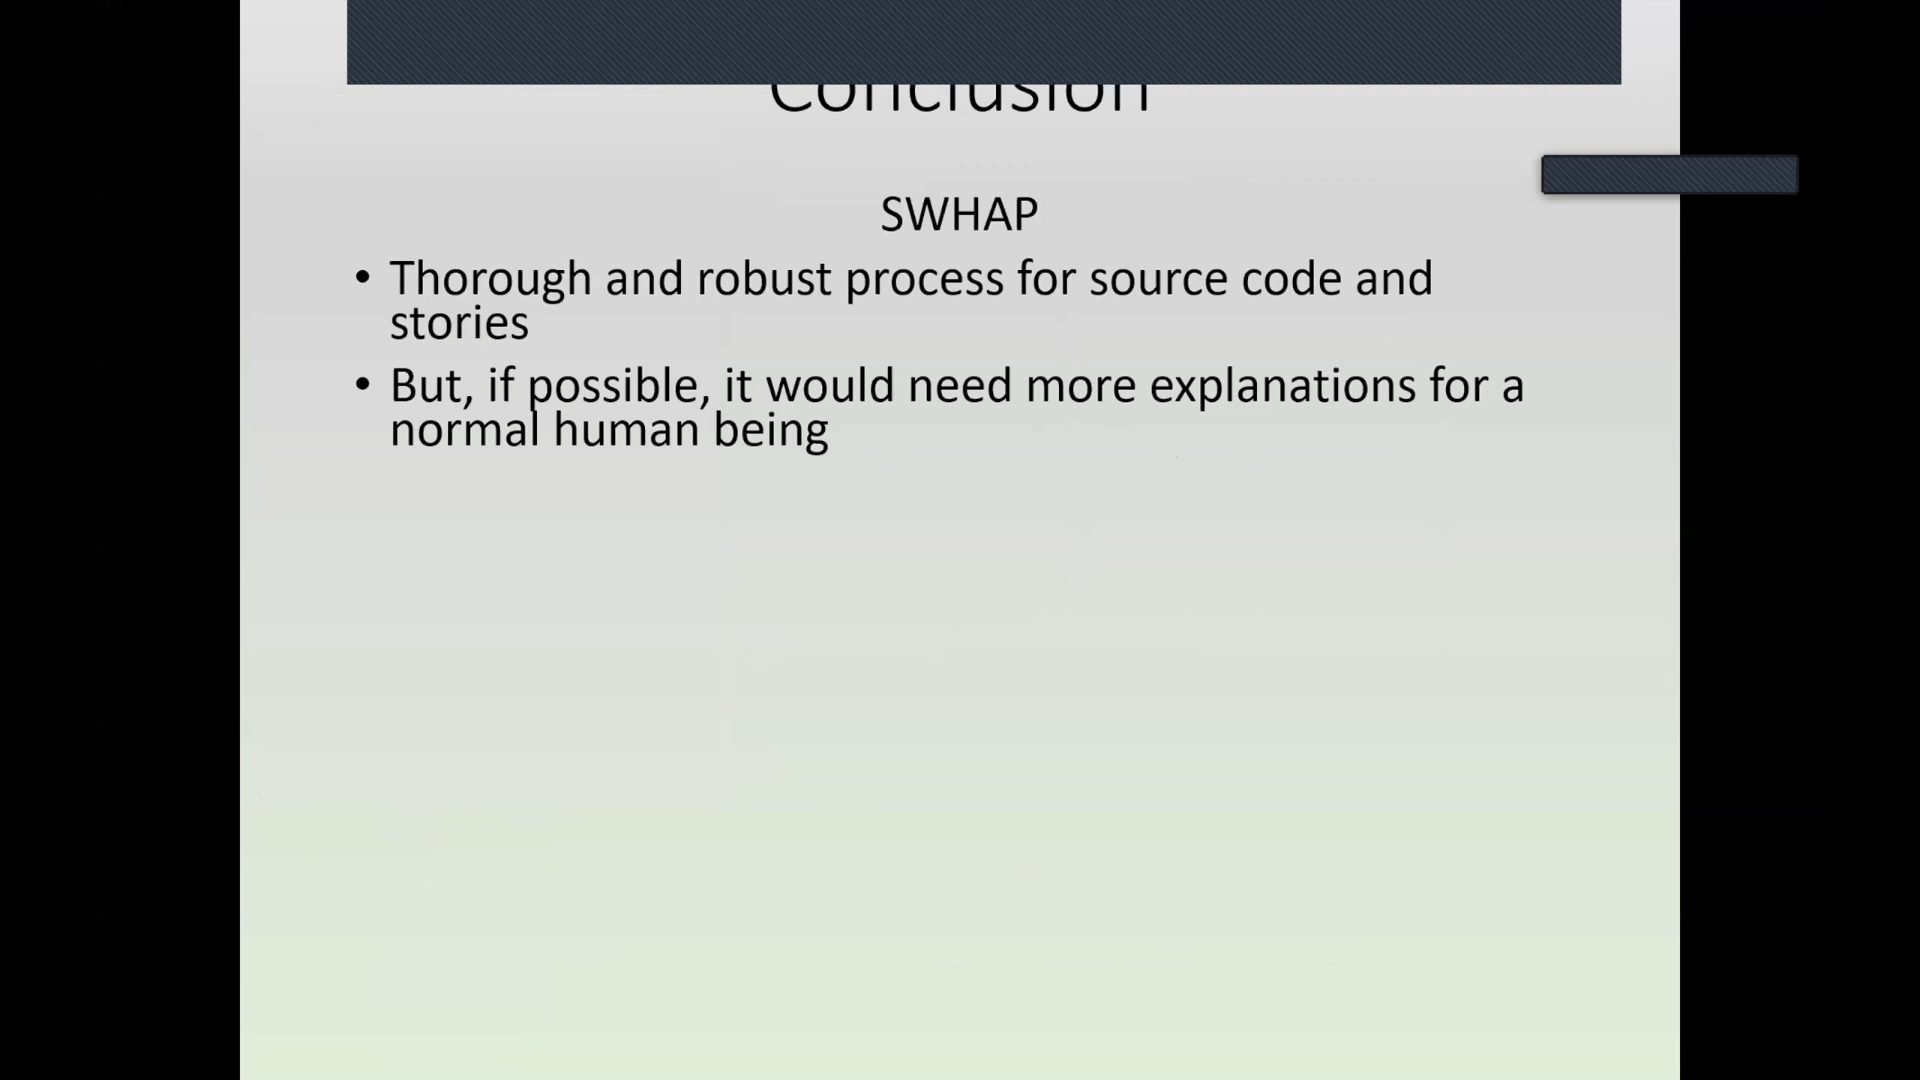 Conclusion
SWHAP
• Thorough and robust process for source code and
stories
• But, if possible, it would need more explanations for a
normal human being